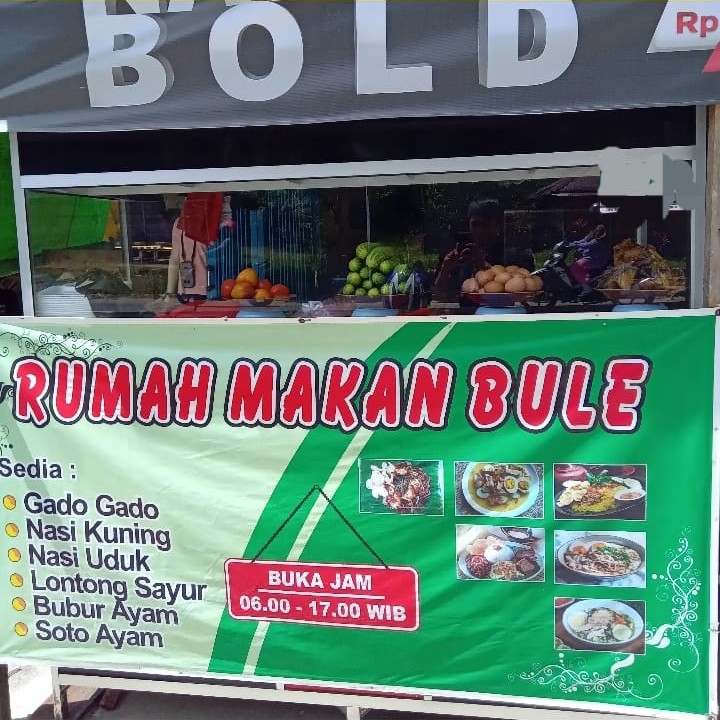 BOLD
Rp
RUMAH MAKAN BULE
Sedia :
Gado Gado
Nasi Kuning
Nasi Uduk
Lontong Sayur
Bubur Ayam
Soto Ayam
BUKA JAM
06.00 - 17.00 WIB